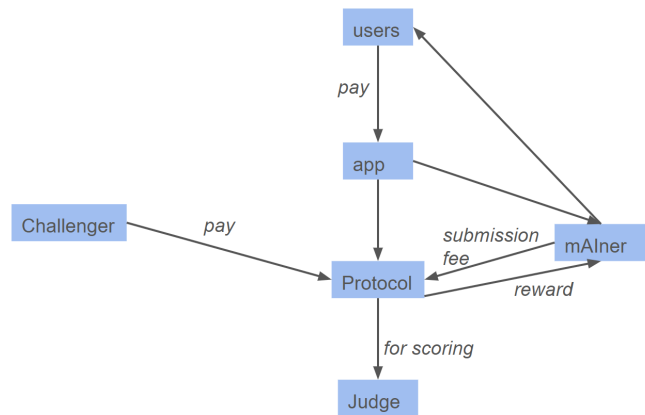 users
pay
app
Challenger
pay
submission
fee
mAIner
Protocol
reward
for scoring
Judge